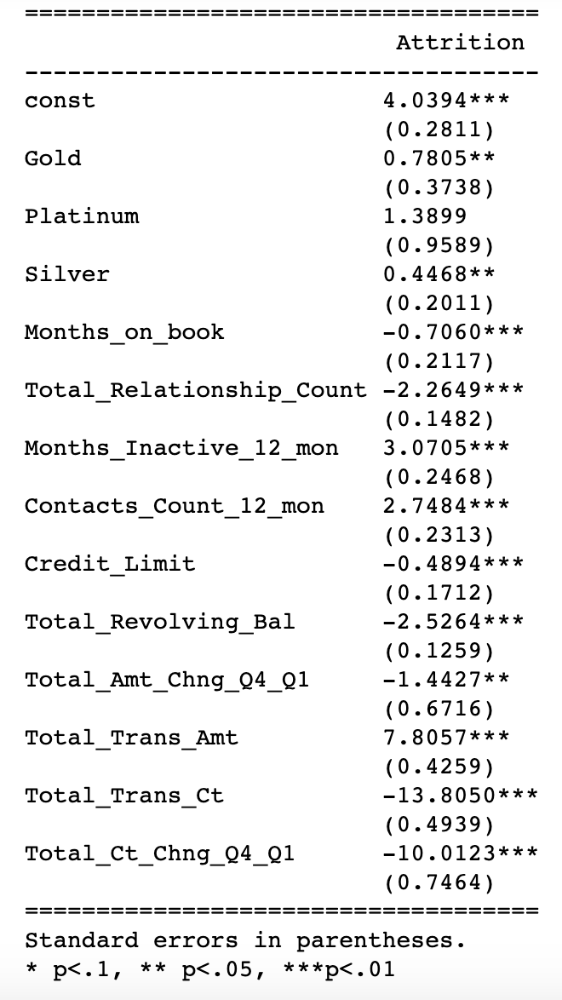 ====================================
Attrition
------------------------------------
const 4.0394***
(0.2811)
Gold 0.7805**
(0.3738)
Platinum 1.3899
(0.9589)
Silver 0.4468**
(0.2011)
Months_on_book -0.7060***
(0.2117)
Total_Relationship_Count -2.2649***
(0.1482)
Months_Inactive_12_mon 3.0705***
(0.2468)
Contacts_Count_12_mon 2.7484***
(0.2313)
Credit_Limit -0.4894***
(0.1712)
Total_Revolving_Bal -2.5264***
(0.1259)
Total_Amt_Chng_Q4_Q1 -1.4427**
(0.6716)
Total_Trans_Amt 7.8057***
(0.4259)
Total_Trans_Ct -13.8050***
(0.4939)
Total_Ct_Chng_Q4_Q1 -10.0123***
(0.7464)
====================================
Standard errors in parentheses.
* p<.1, ** p<.05, ***p<.01